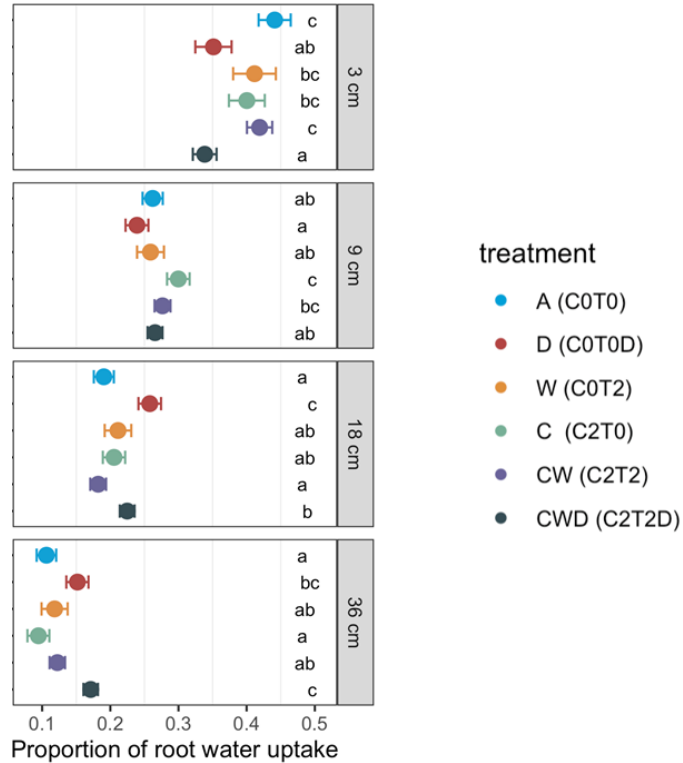 c
ab
bc
bc
c
a
3 cm
ab
a
ab
c
bc
ab
9 cm
a
c
ab
ab
a
b
18 cm
a
bc
ab
a
ab
c
36 cm
0.1 0.2 0.3 0.4 0.5
Proportion of root water uptake
treatment
A (C0T0)
D (C0T0D)
W (C0T2)
C (C2T0)
CW (C2T2)
CWD (C2T2D)